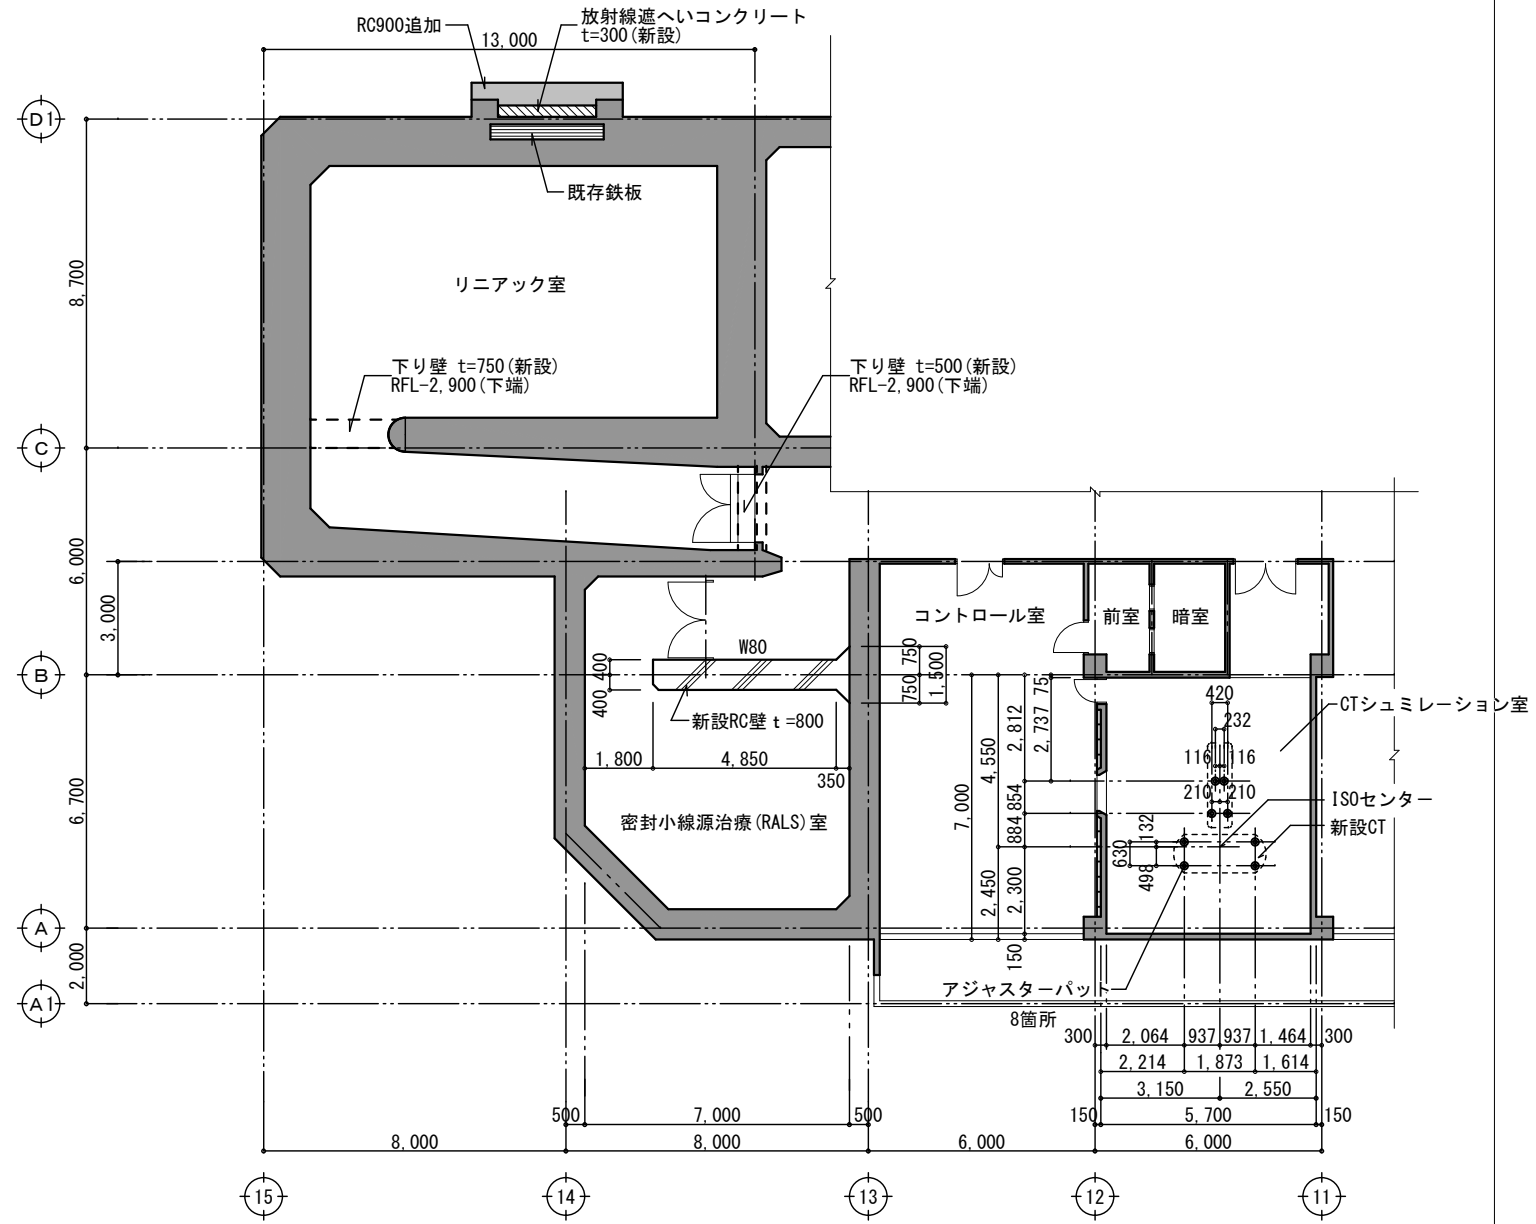 RC900追加
放射線遮へいコンクリート
t=300(新設)
13,000
D1
既存鉄板
8,700
リニアック室
下り壁 t=750(新設)
RFL-2,900(下端)
下り壁 t=500(新設)
RFL-2,900(下端)
C
6,000
3,000
コントロール室
前室
暗室
W80
400
400
750
750
1,500
B
75
420
CTシュミレーション室
新設RC壁 t=800
2,812
2,737
232
1,800
4,850
350
4,550
116
116
7,000
854
210
210
ISOセンター
6,700
密封小線源治療(RALS)室
884
132
新設CT
630
498
2,450
2,300
A
150
2,000
アジャスターパット
8箇所
A1
300
2,064
937
937
1,464
300
2,214
1,873
1,614
3,150
2,550
500
7,000
500
150
5,700
150
8,000
8,000
6,000
6,000
15
14
13
12
11